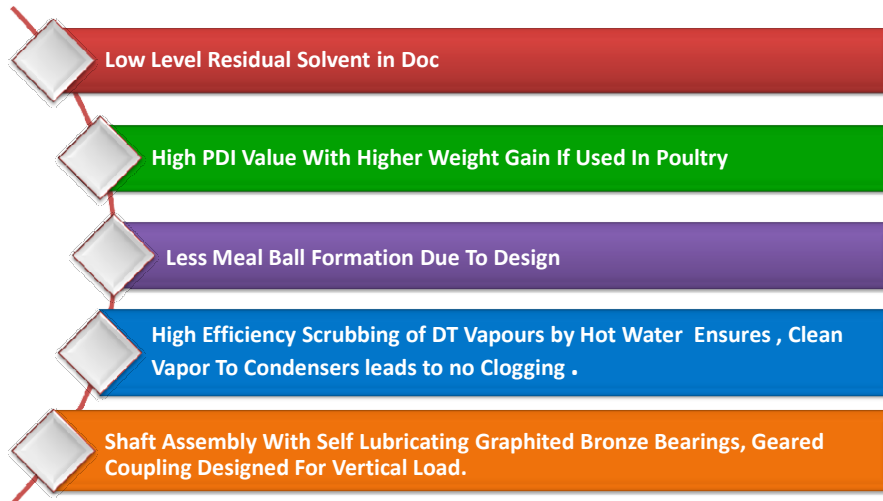 Low Level Residual Solvent in Doc
High PDI Value With Higher Weight Gain If Used In Poultry
Less Meal Ball Formation Due To Design
High Efficiency Scrubbing of DT Vapours by Hot Water  Ensures , Clean
Vapor To Condensers leads to no Clogging .
Shaft Assembly With Self Lubricating Graphited Bronze Bearings, Geared
Coupling Designed For Vertical Load.